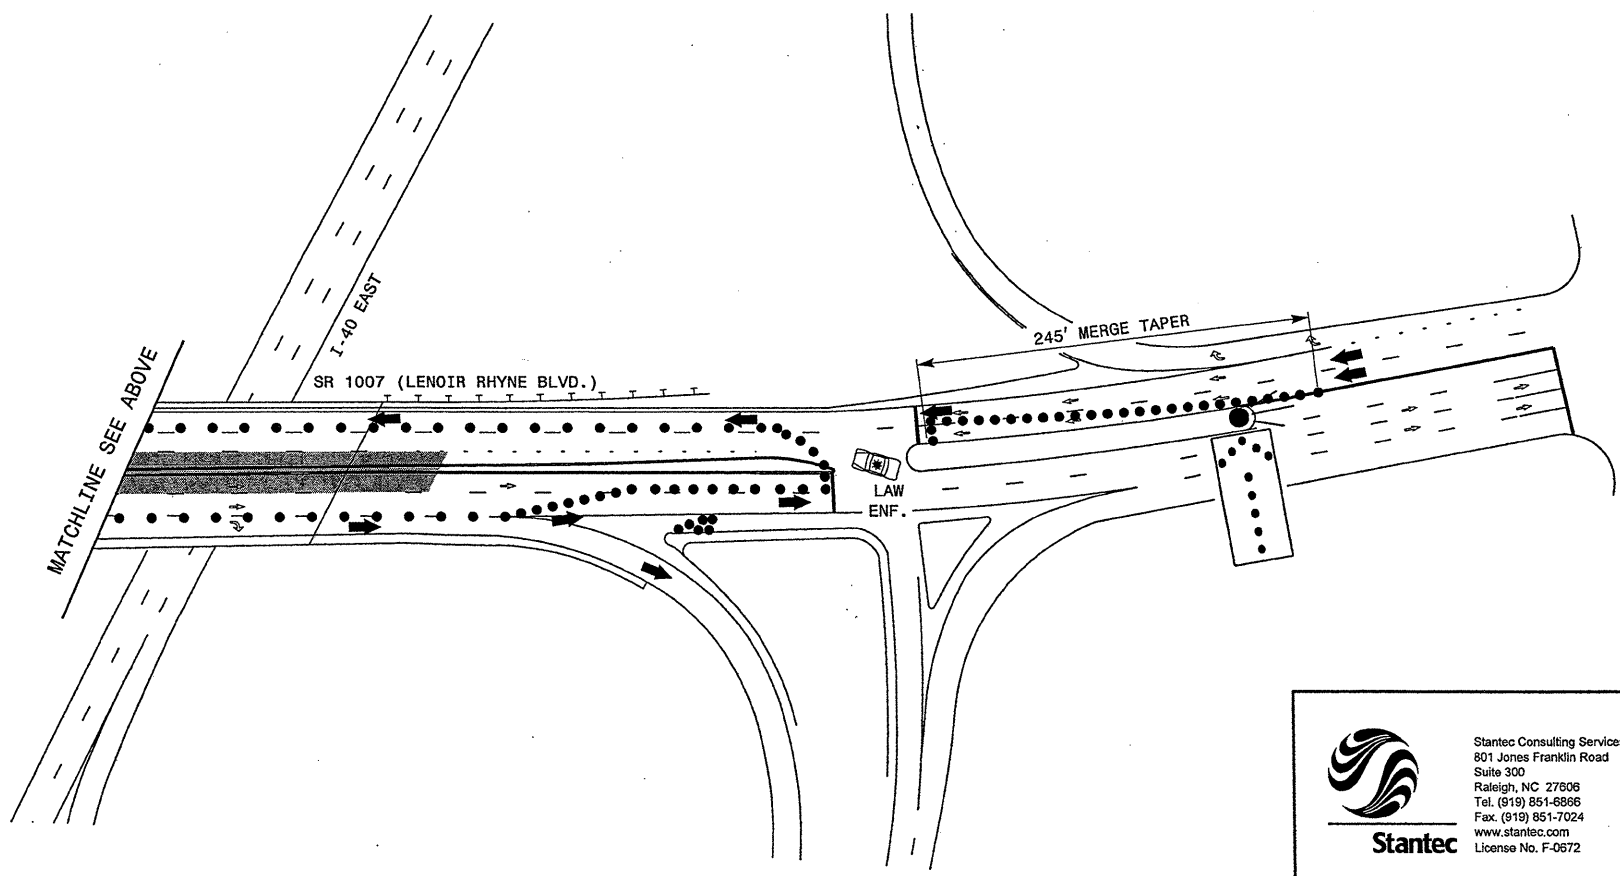 MATCHLINE SEE ABOVE
I-40 EAST
SR 1007 (LENOIR RHYNE BLVD.)
245' MERGE TAPER
LAW
ENF.
Stantec
Stantec Consulting Service
801 Jones Franklin Road
Suite 300
Raleigh, NC 27606
Tel. (919) 851-6866
Fax. (919) 851-7024
www.stantec.com
License No. F-0672